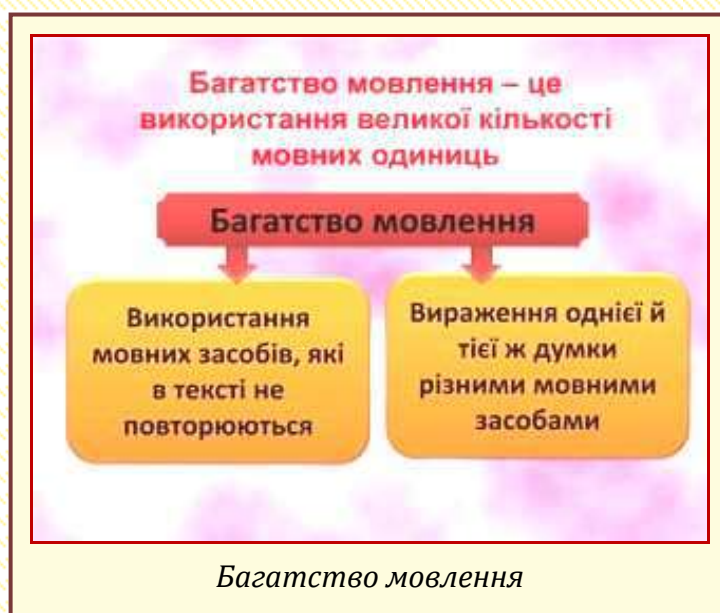 Багатство мовлення – це
використання великої кількості
мовних одиниць
Багатство мовлення
Використання
мовних засобів, які
в тексті не
повторюються
Вираження однієї й
тієї ж думки
різними мовними
засобами
Багатство мовлення